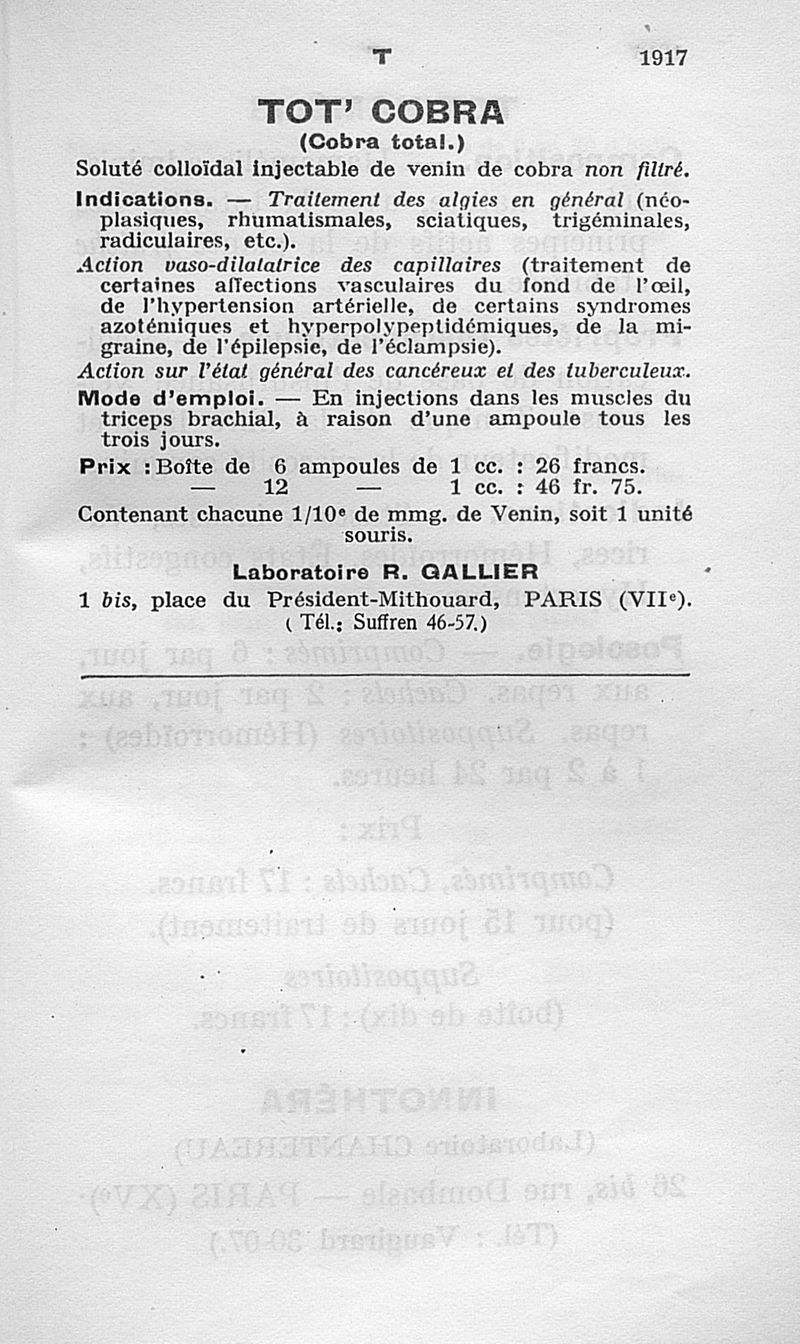 T 1917
TOT' COBRA
(Cobra total.)
Soluté colloïdal injectable de venin de cobra non filtré.
Indications. — Traitement des algies en général (néo-
plasiques, rhumatismales, sciatiques, trigéminales,
radiculaires, etc.).
Action vaso-dilatatrice des capillaires (traitement de
certaines affections vasculaires du fond de l'œil,
de l'hypertension artérielle, de certains syndromes
azotémiques et hyperpolypeptidémiques, de la mi-
graine, de l'épilepsie, de l'éclampsie).
Action sur l'état général des cancéreux et des tuberculeux.
Mode d'emploi. — En injections dans les muscles du
triceps brachial, à raison d'une ampoule tous les
trois jours.
Prix : Boîte de 6 ampoules de 1 cc. : 26 francs.
— 12 — 1 cc. : 46 fr. 75.
Contenant chacune 1/10e de mmg. de Venin, soit 1 unité
souris.
Laboratoire R. GALLIER
1 bis, place du Président-Mithouard, PARIS (VIIe).
( Tél.: Suffren 46-57.)